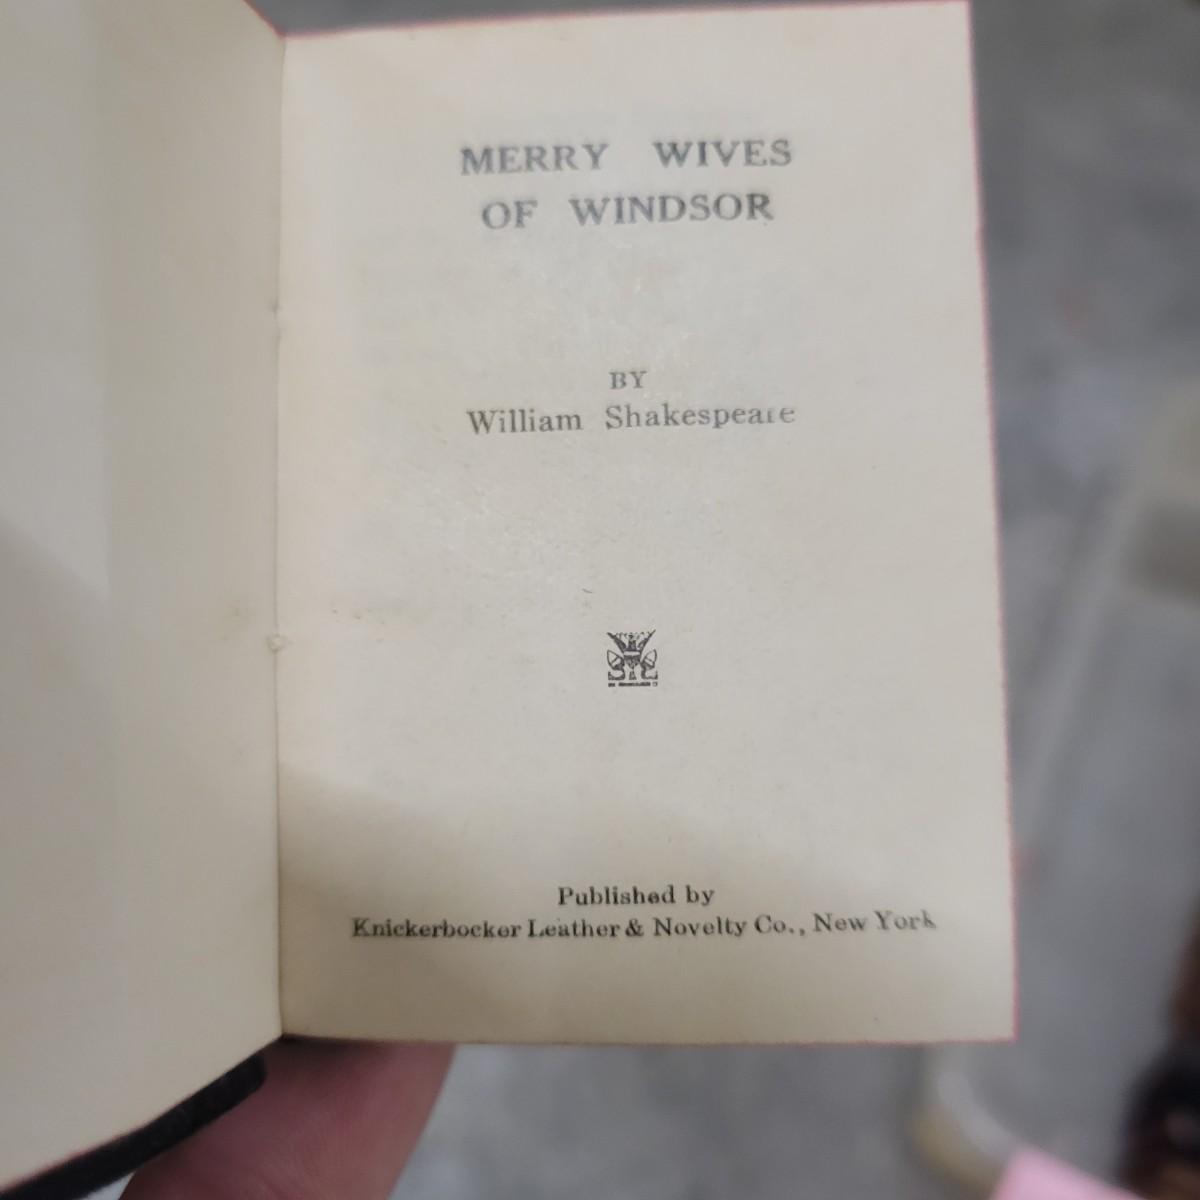 MERRY WIVES
OF WINDSOR
BY
William Shakespeare
Published by
Knickerbocker Leather & Novelty Co., New York